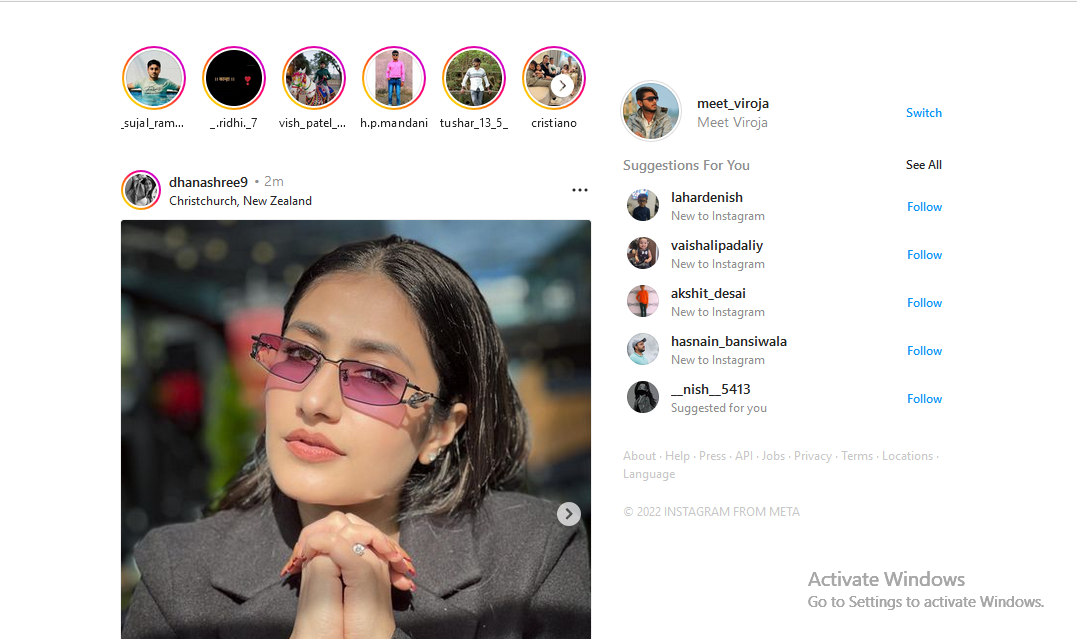 _sujal_ram...
_.ridhi._7
vish_patel_...
h.p.mandani
tushar_13_5_
cristiano
meet_viroja
Meet Viroja
Switch
dhanashree9 • 2m
Christchurch, New Zealand
Suggestions For You
See All
lahardenish
New to Instagram
Follow
vaishalipadaliy
New to Instagram
Follow
akshit_desai
New to Instagram
Follow
hasnain_bansiwala
New to Instagram
Follow
__nish__5413
Suggested for you
Follow
About · Help · Press · API · Jobs · Privacy · Terms · Locations ·
Language
© 2022 INSTAGRAM FROM META
Activate Windows
Go to Settings to activate Windows.